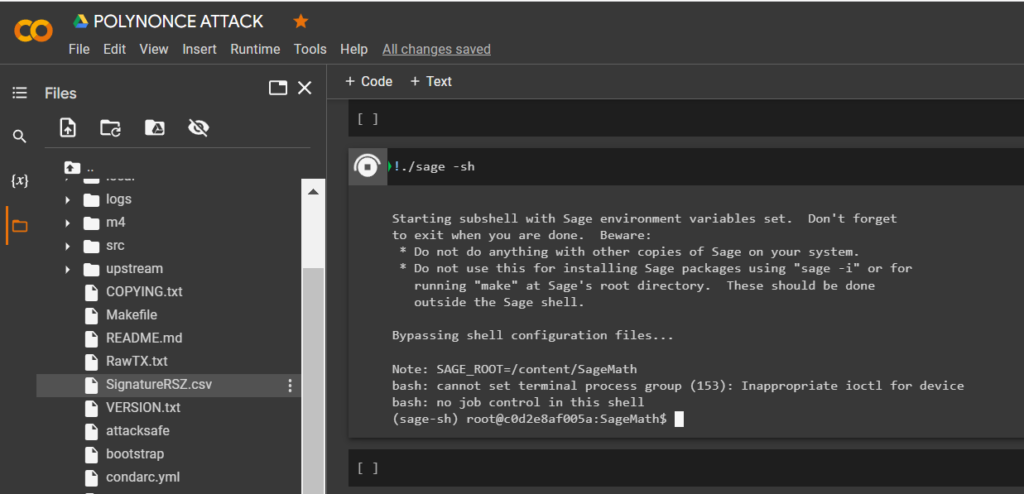 POLYNONCE ATTACK
File Edit View Insert Runtime Tools Help All changes saved
Files
+ Code + Text
..
logs
m4
src
upstream
COPYING.txt
Makefile
README.md
RawTX.txt
SignatureRSZ.csv
VERSION.txt
attacksafe
bootstrap
condarc.yml
{x}
[ ]
!./sage -sh
Starting subshell with Sage environment variables set.  Don't forget
to exit when you are done.  Beware:
* Do not do anything with other copies of Sage on your system.
* Do not use this for installing Sage packages using "sage -i" or for
running "make" at Sage's root directory.  These should be done
outside the Sage shell.
Bypassing shell configuration files...
Note: SAGE_ROOT=/content/SageMath
bash: cannot set terminal process group (153): Inappropriate ioctl for device
bash: no job control in this shell
(sage-sh) root@c0d2e8af005a:SageMath$
[ ]